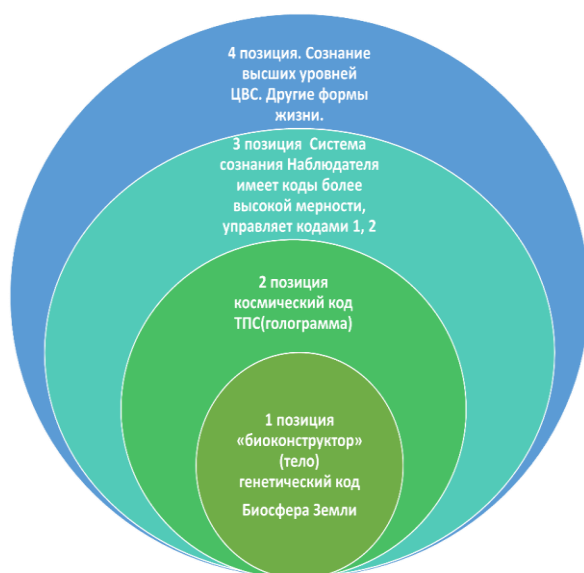 4 позиция. Сознание
высших уровней
ЦВС. Другие формы
жизни.
3 позиция Система
сознания Наблюдателя
имеет коды более
высокой мерности,
управляет кодами 1, 2
2 позиция
космический код
ТПС(голограмма)
1 позиция
«биоконструктор»
(тело)
генетический код
Биосфера Земли